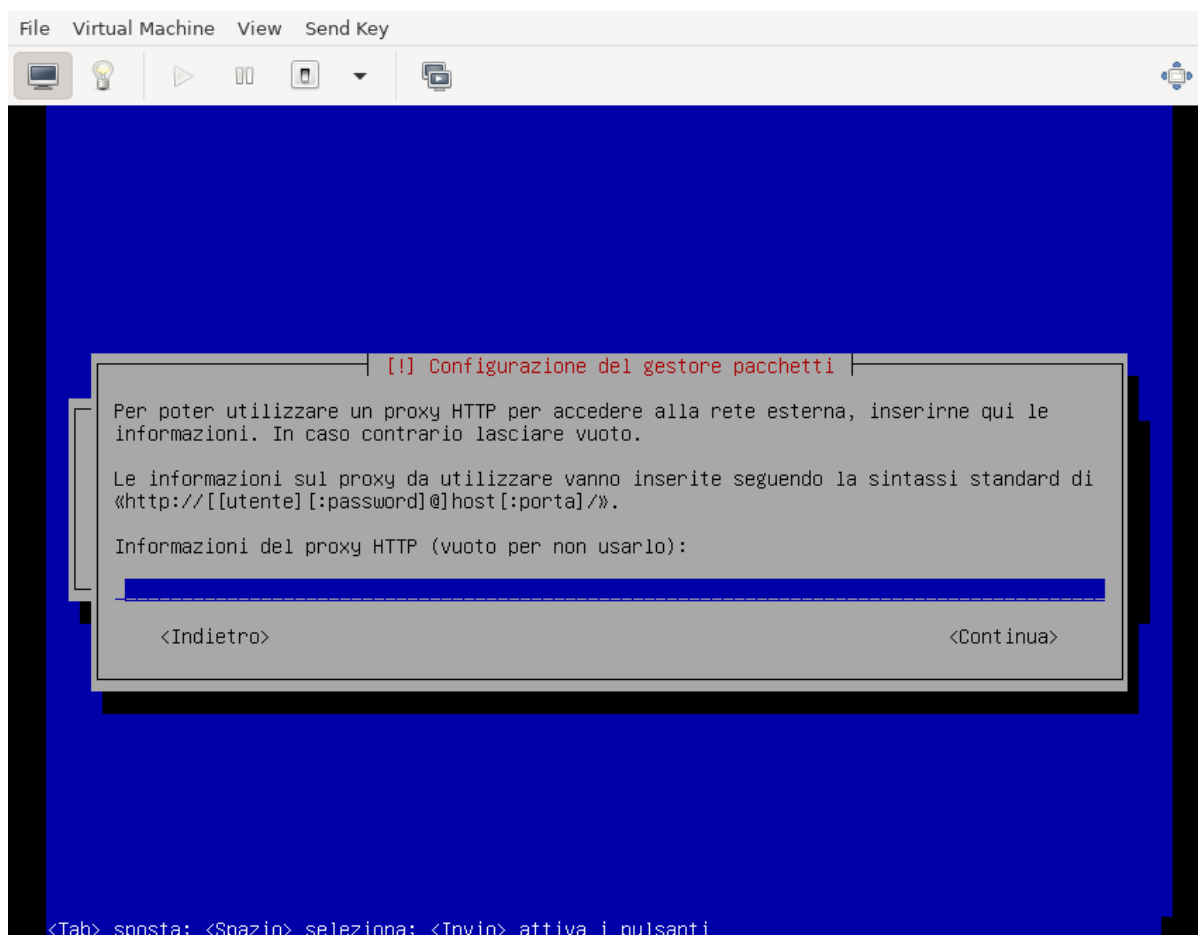 File Virtual Machine View Send Key
[!] Configurazione del gestore pacchetti
Per poter utilizzare un proxy HTTP per accedere alla rete esterna, inserirne qui le
informazioni. In caso contrario lasciare vuoto.
Le informazioni sul proxy da utilizzare vanno inserite seguendo la sintassi standard di
«http://[[utente][:password]@]host[:porta]/».
Informazioni del proxy HTTP (vuoto per non usarlo):
<Indietro> <Continua>
<Tab> sposta; <Spazio> seleziona; <Invio> attiva i pulsanti